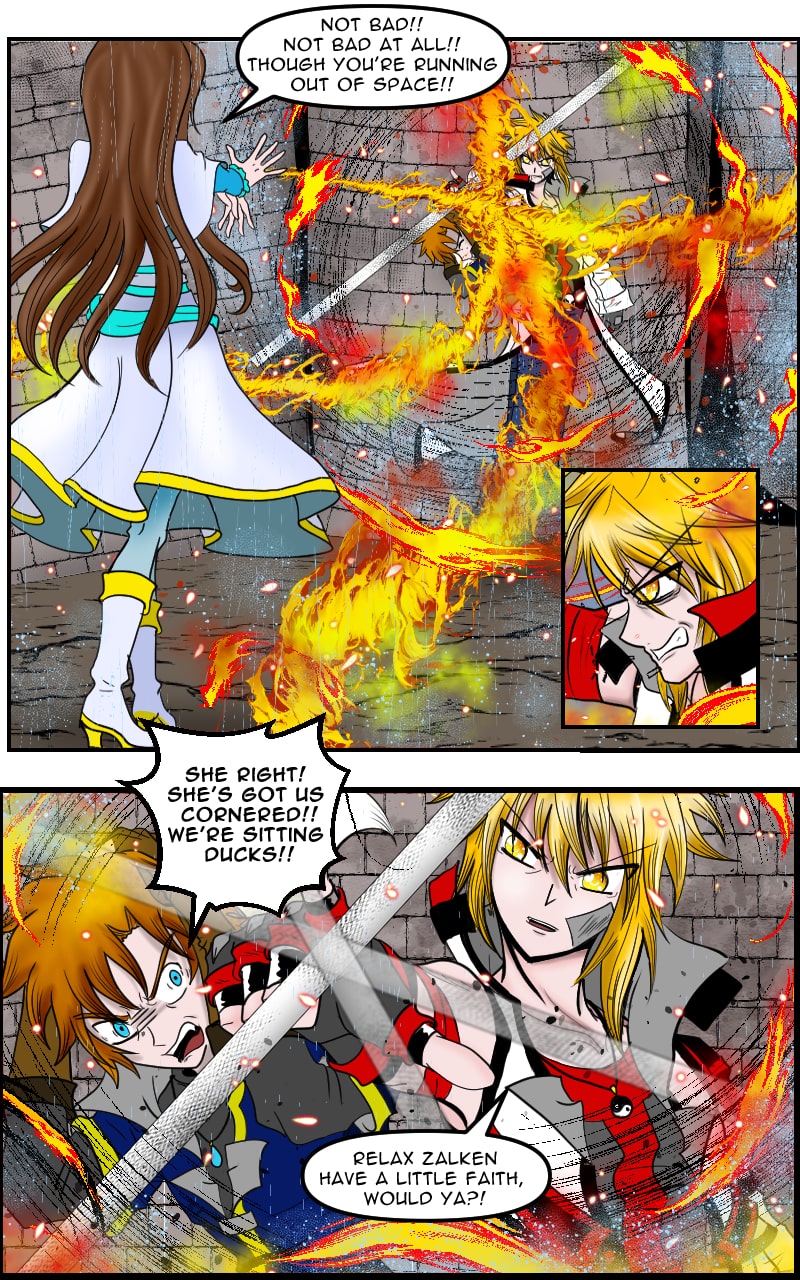 NOT BAD!!
NOT BAD AT ALL!!
THOUGH YOU'RE RUNNING
OUT OF SPACE!!
SHE RIGHT!
SHE'S GOT US
CORNERED!!
WE'RE SITTING
DUCKS!!
RELAX ZALKEN
HAVE A LITTLE FAITH,
WOULD YA?!